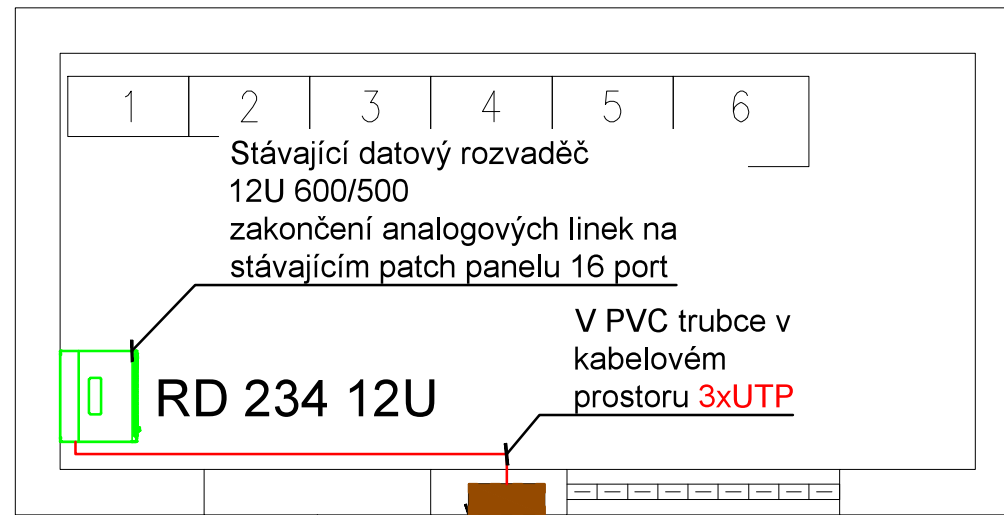 1 2 3 4 5 6
Stávající datový rozvaděč
12U 600/500
zakončení analogových linek na
stávajícím patch panelu 16 port
V PVC trubce v
kabelovém
prostoru 3xUTP
RD 234 12U